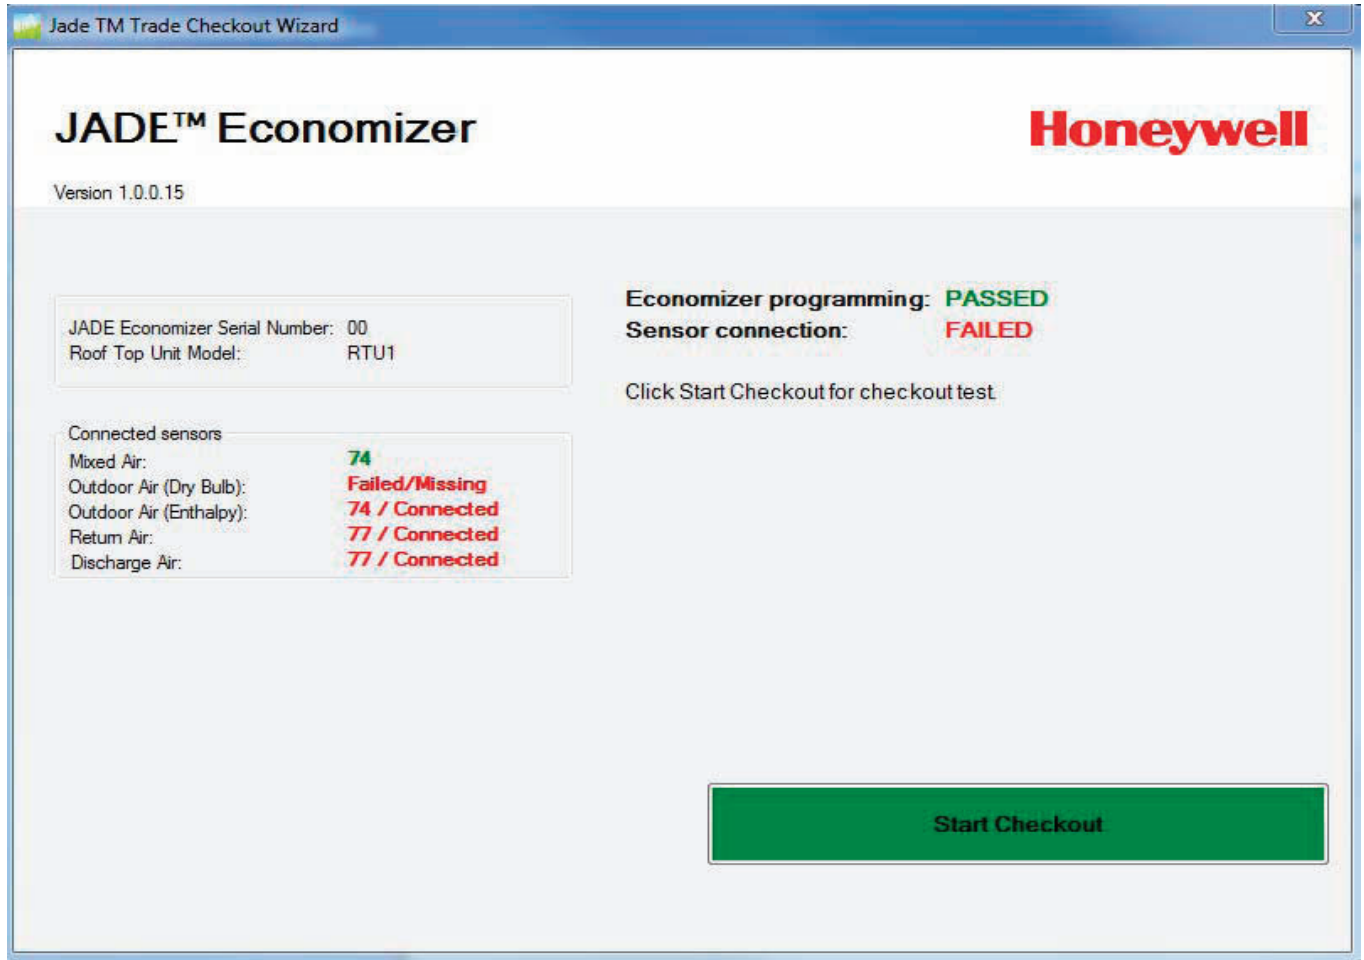 Jade TM Trade Checkout Wizard
x
JADE™ Economizer
Honeywell
Version 1.0.0.15
JADE Economizer Serial Number: 00
Roof Top Unit Model: RTU1
Connected sensors
Mixed Air: 74
Outdoor Air (Dry Bulb): Failed/Missing
Outdoor Air (Enthalpy): 74 / Connected
Return Air: 77 / Connected
Discharge Air: 77 / Connected
Economizer programming: PASSED
Sensor connection: FAILED
Click Start Checkout for checkout test.
Start Checkout